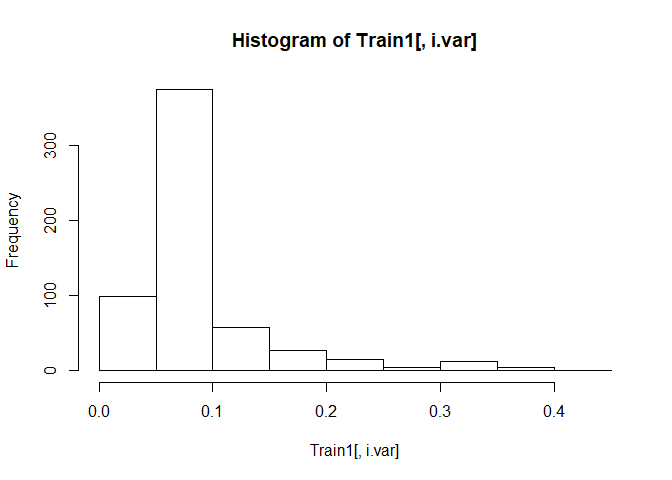 Histogram of Train1[, i.var]
Frequency
300
200
100
0
0.0 0.1 0.2 0.3 0.4
Train1[, i.var]